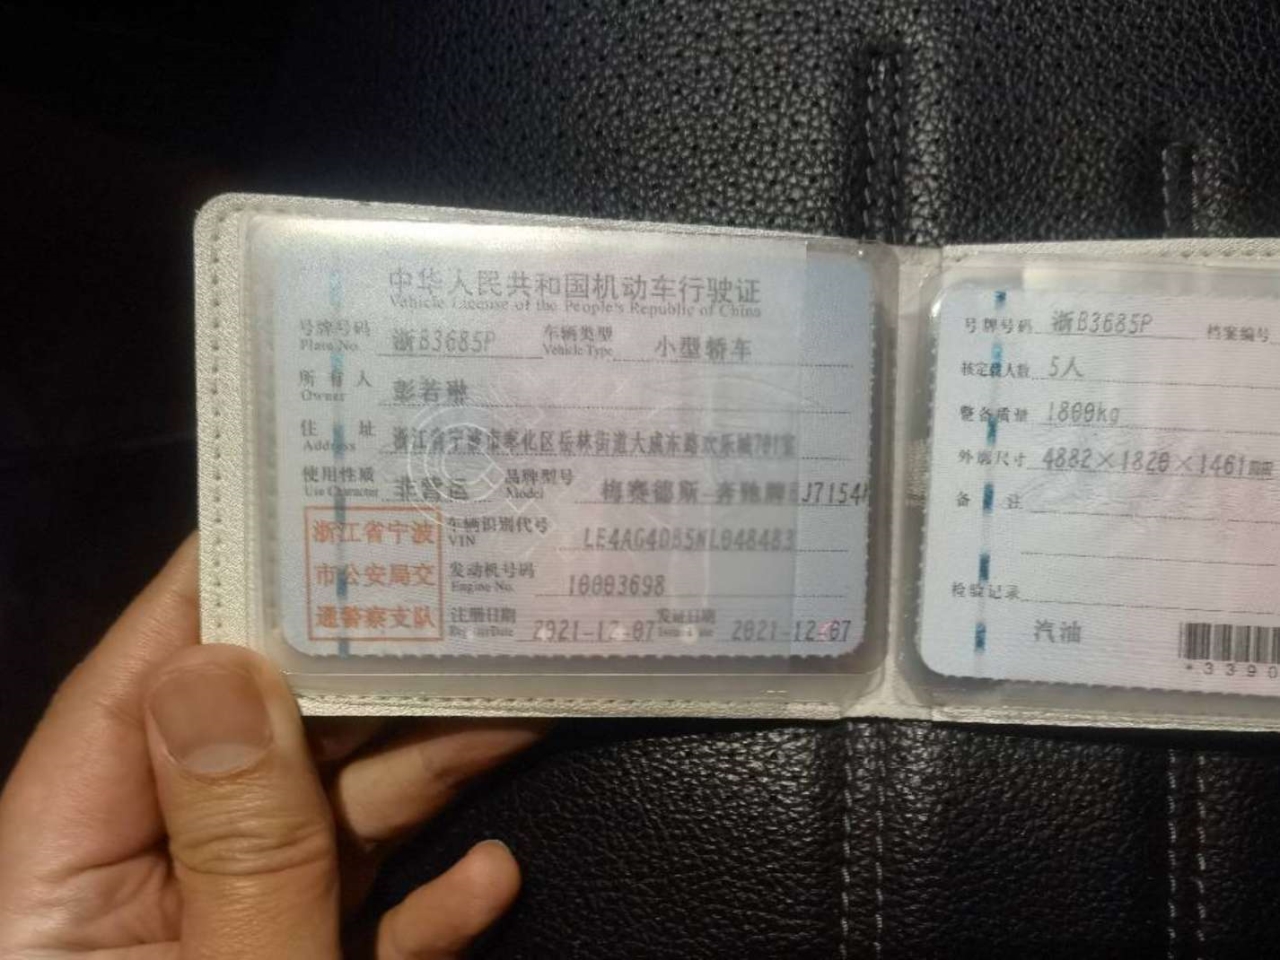 中华人民共和国机动车行驶证
Vehicle License of the People's Republic of China
号牌号码 浙B3685P 车辆类型 小型轿车
Plate No. Vehicle Type
所有人 彭若琳
Owner
住址 浙江省宁波市奉化区岳林街道大成东路欢乐城701室
Address
使用性质 非营运 品牌型号 梅赛德斯-奔驰牌 J7154
Use Character Model
浙江省宁波
市公安局交
通警察支队
车辆识别代号 LE4AG4DB5NL048483
VIN
发动机号码 10003698
Engine No.
注册日期 2021-12-07 发证日期 2021-12-07
Register Date Issue Date
号牌号码 浙B3685P 档案编号
核定载人数 5人
整备质量 1800kg
外廓尺寸 4882×1820×1461mm
备注
检验记录
汽油
*3390